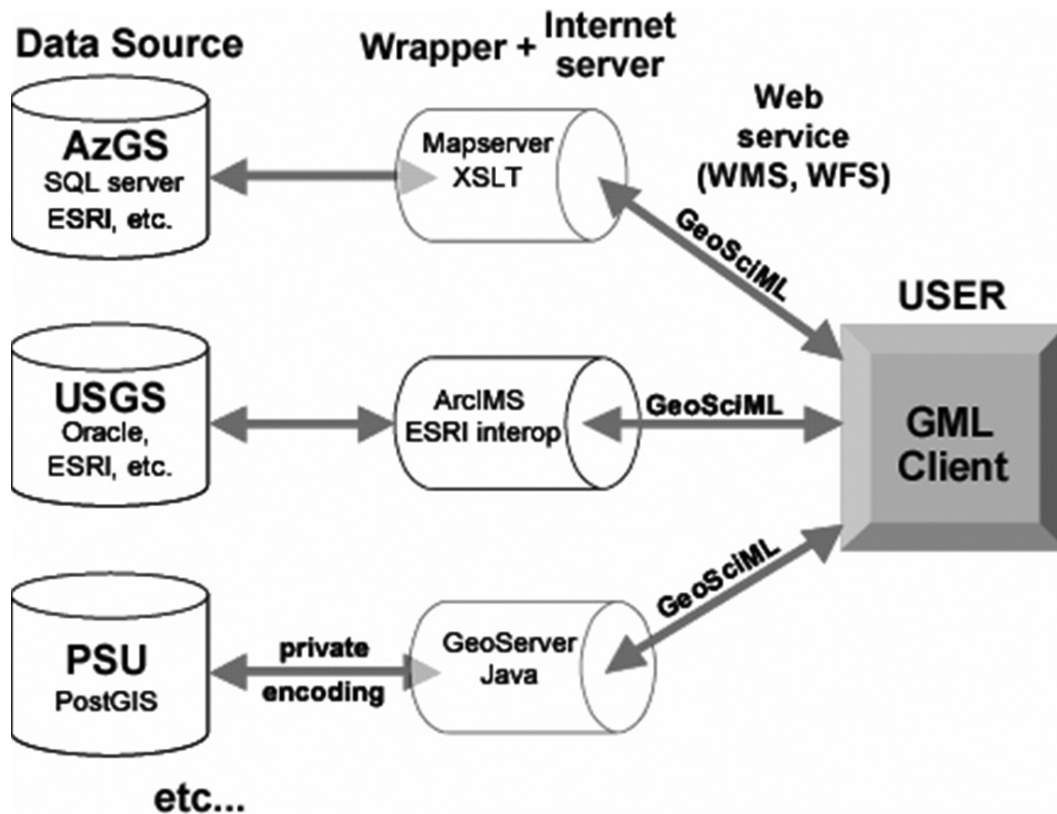 Data Source
Wrapper + Internet server
Web
service
(WMS, WFS)
AzGS
SQL server
ESRI, etc.
Mapserver
XSLT
GeoSciML
USER
USGS
Oracle,
ESRI, etc.
ArcIMS
ESRI interop
GeoSciML
GML
Client
PSU
PostGIS
private
encoding
GeoServer
Java
GeoSciML
etc...